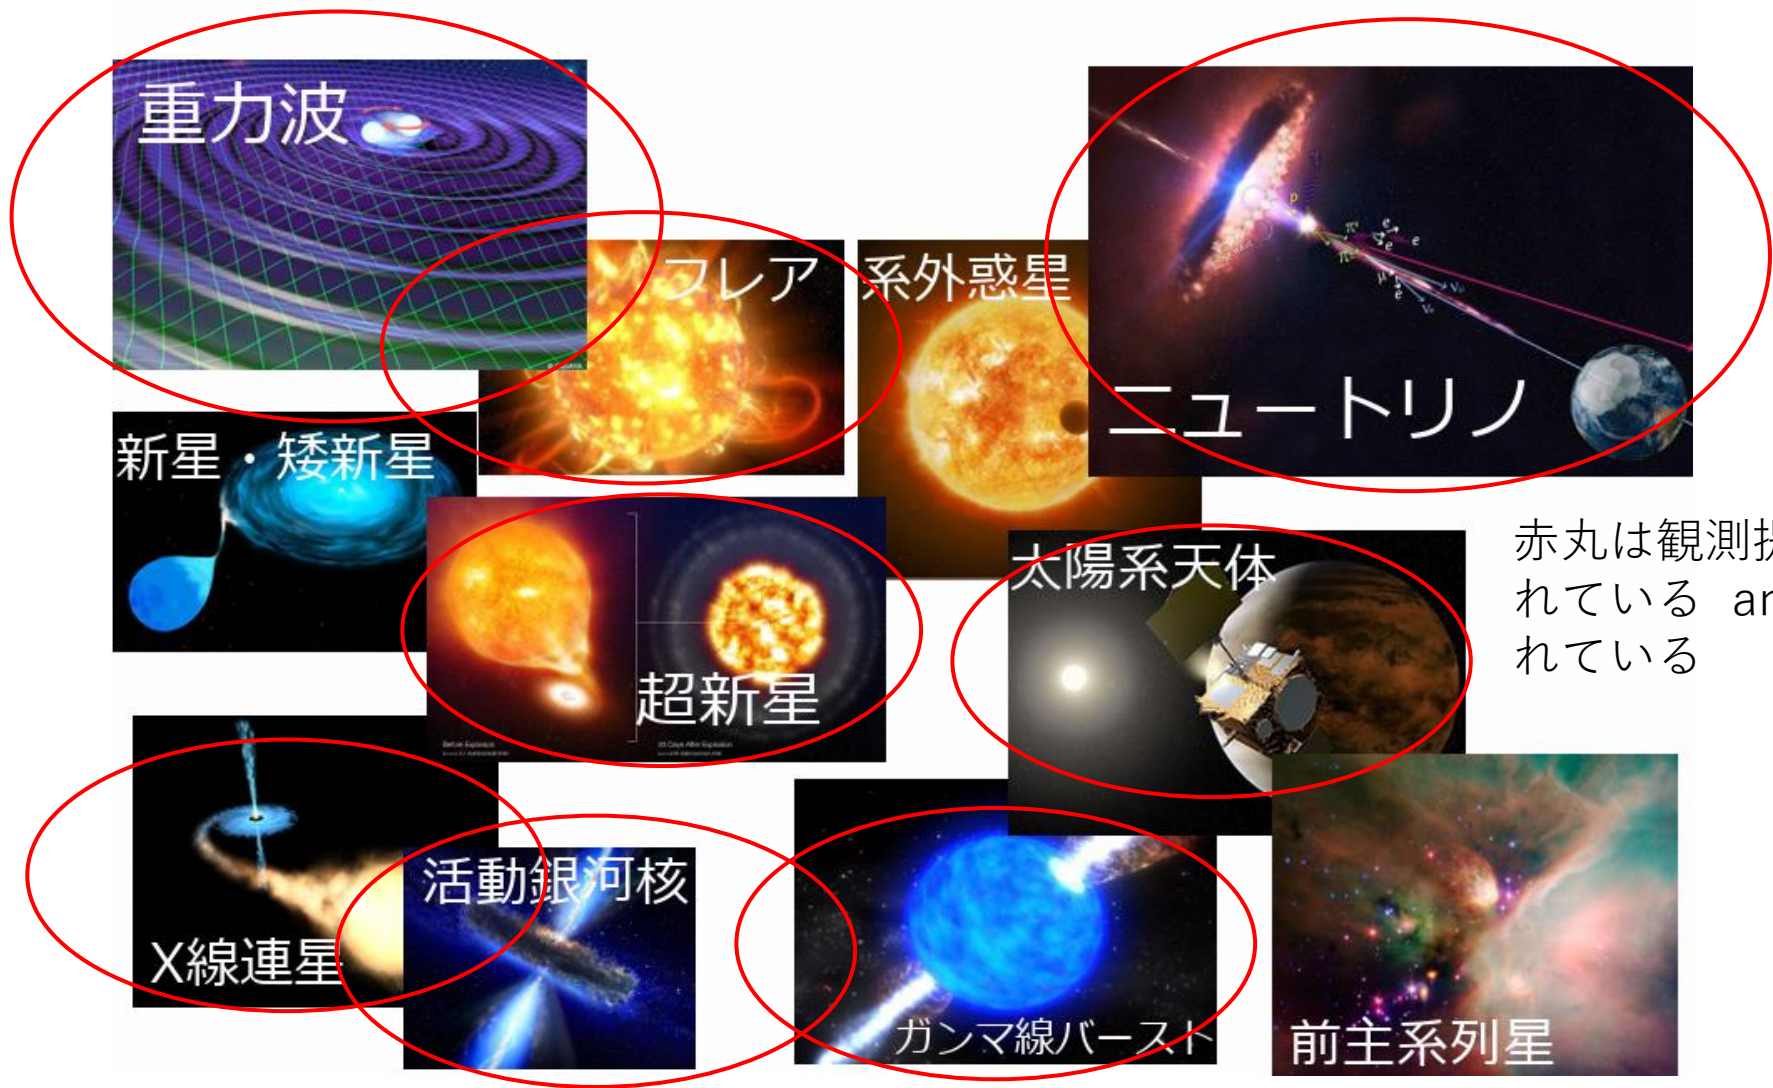 重力波
フレア
系外惑星
ニュートリノ
新星・矮新星
超新星
太陽系天体
赤丸は観測
れている
れている
X線連星
活動銀河核
ガンマ線バースト
前主系列星